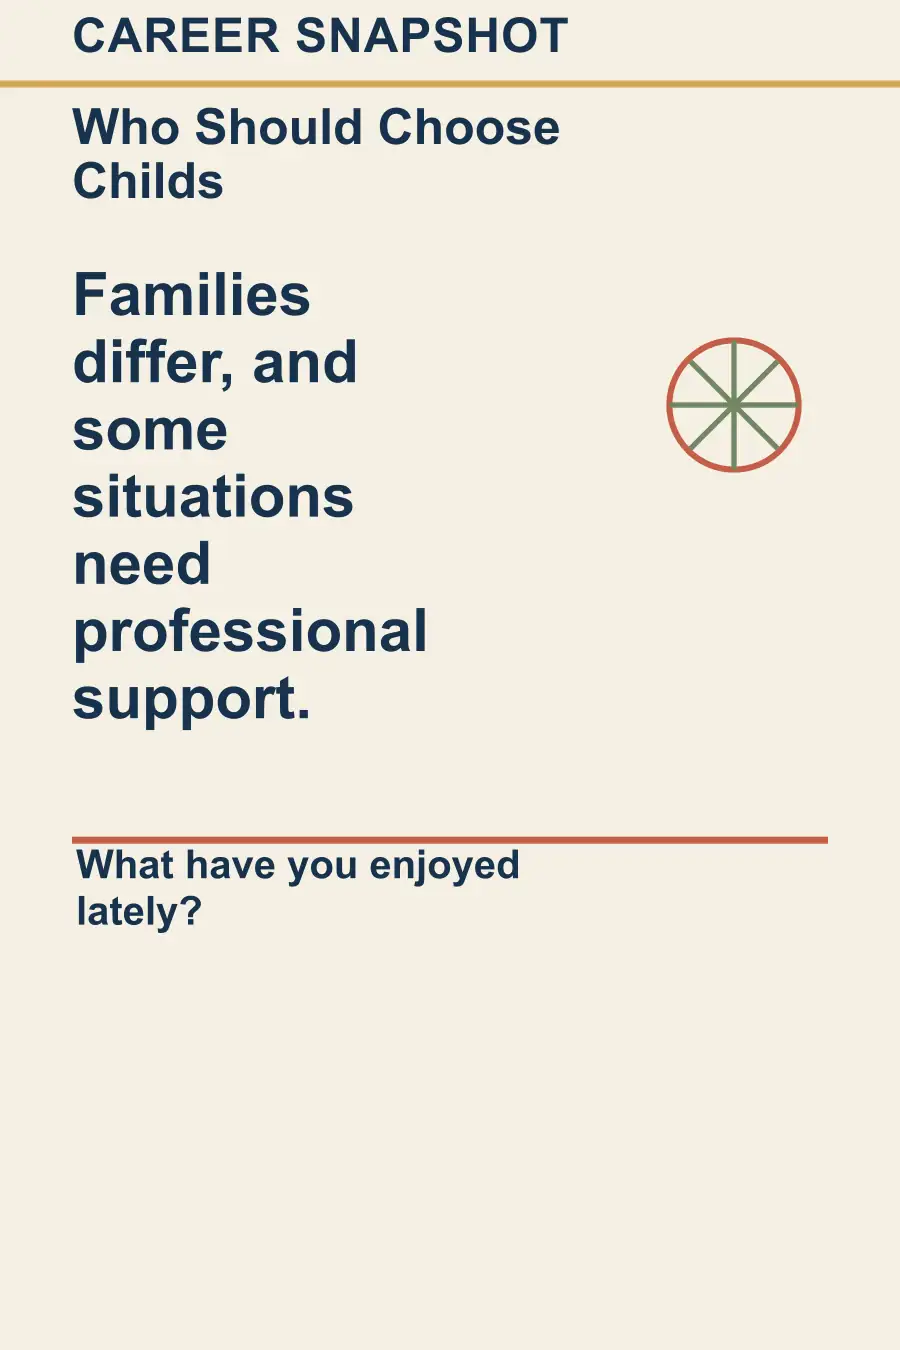 CAREER SNAPSHOT
Who Should Choose
Childs
Families
differ, and
some
situations
need
professional
support.
What have you enjoyed
lately?